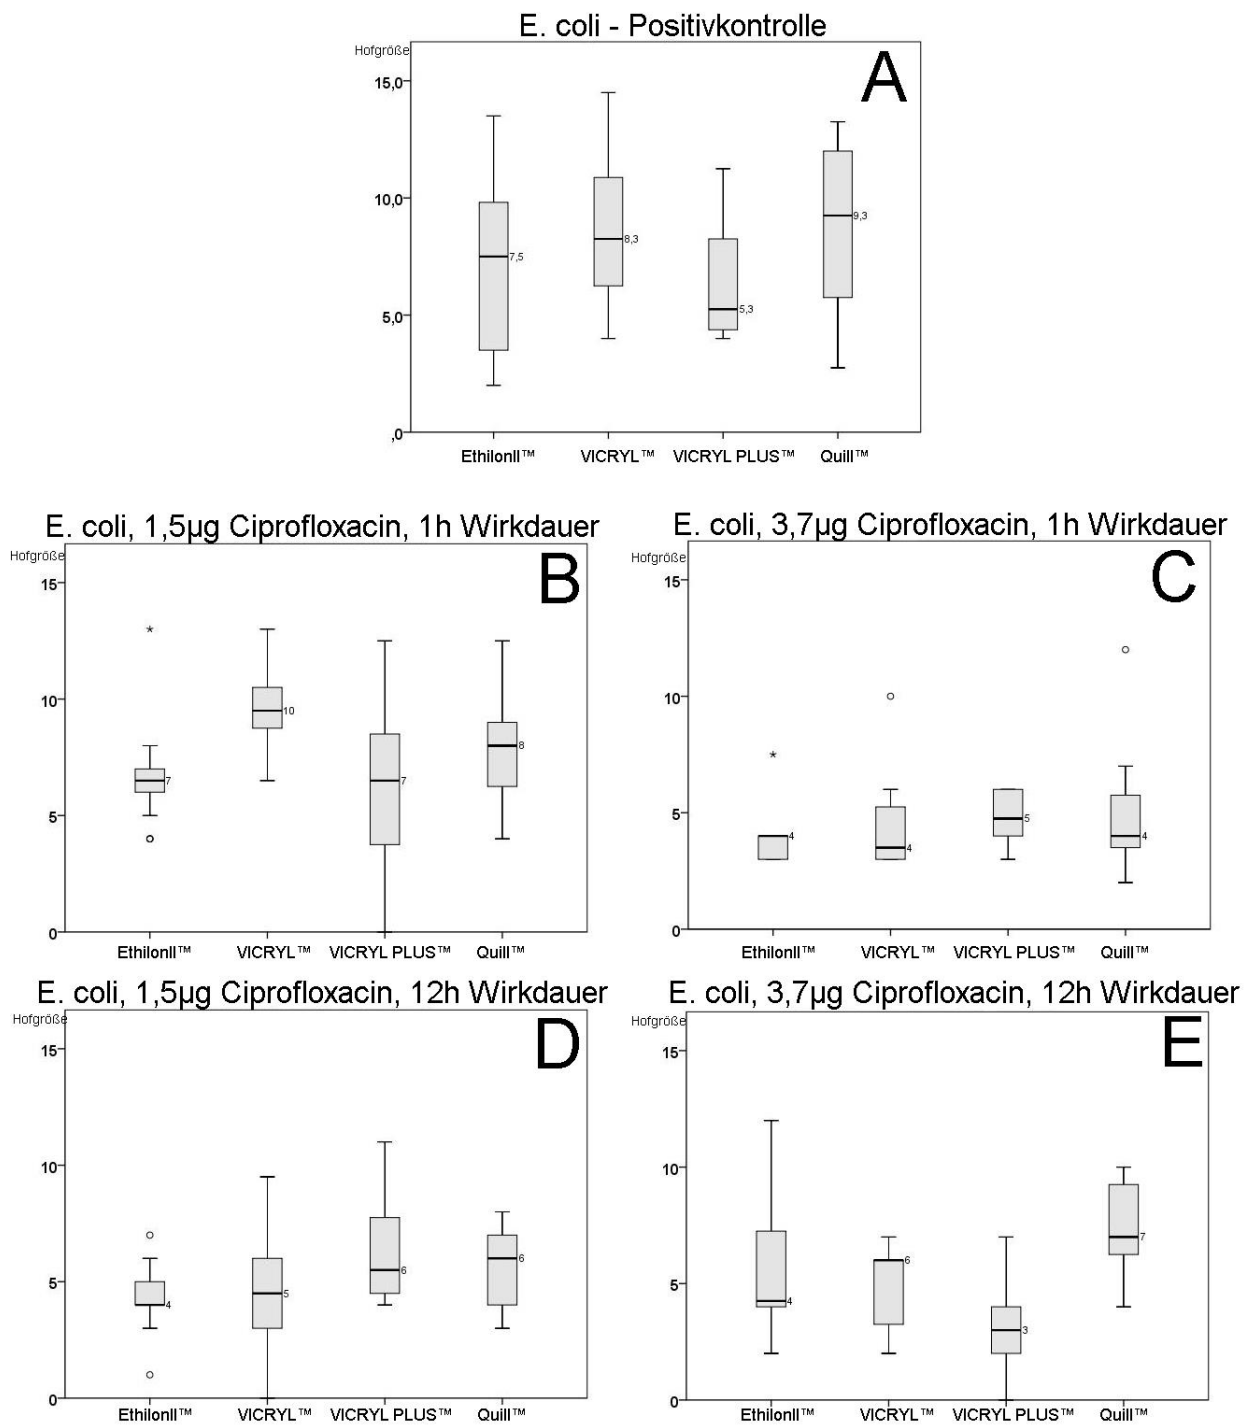 E. coli - Positivkontrolle
Hofgröße
A
15,0
10,0
9,3
8,3
7,5
5,3
5,0
,0
EthilonII™ VICRYL™ VICRYL PLUS™ Quill™
E. coli, 1,5µg Ciprofloxacin, 1h Wirkdauer
Hofgröße
B
15
10
10
8
7
7
5
0
EthilonII™ VICRYL™ VICRYL PLUS™ Quill™
E. coli, 3,7µg Ciprofloxacin, 1h Wirkdauer
Hofgröße
C
15
10
5
4
4
5
4
0
EthilonII™ VICRYL™ VICRYL PLUS™ Quill™
E. coli, 1,5µg Ciprofloxacin, 12h Wirkdauer
Hofgröße
D
15
10
5
4
5
6
6
0
EthilonII™ VICRYL™ VICRYL PLUS™ Quill™
E. coli, 3,7µg Ciprofloxacin, 12h Wirkdauer
Hofgröße
E
15
10
5
4
6
3
7
0
EthilonII™ VICRYL™ VICRYL PLUS™ Quill™